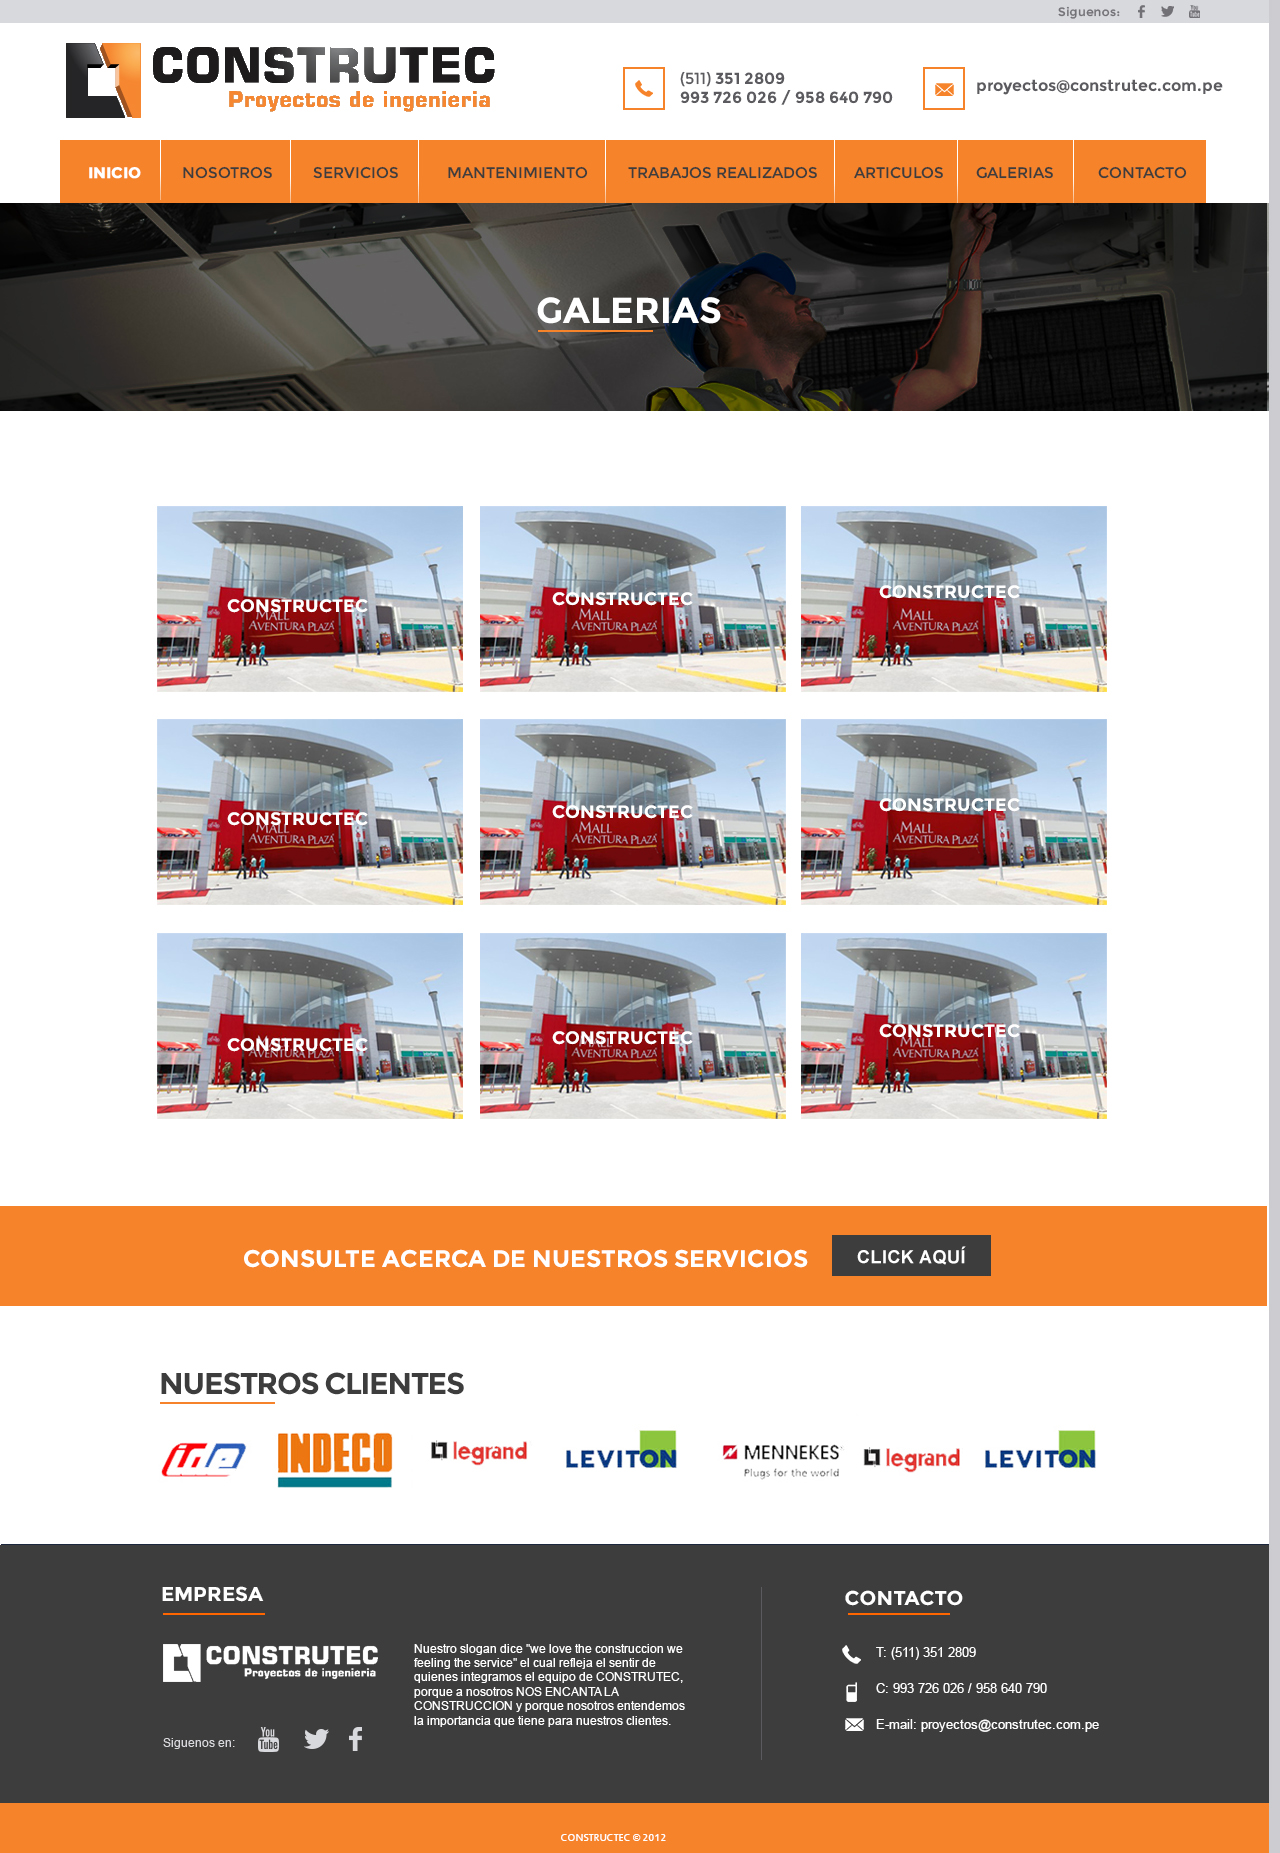 Siguenos:
CONSTRUTEC
Proyectos de ingenieria
(511) 351 2809
993 726 026 / 958 640 790
proyectos@construtec.com.pe
INICIO
NOSOTROS
SERVICIOS
MANTENIMIENTO
TRABAJOS REALIZADOS
ARTICULOS
GALERIAS
CONTACTO
GALERIAS
CONSTRUCTEC
MALL
AVENTURA PLAZA
CONSTRUCTEC
MALL
AVENTURA PLAZA
CONSTRUCTEC
MALL
AVENTURA PLAZA
CONSTRUCTEC
MALL
AVENTURA PLAZA
CONSTRUCTEC
MALL
AVENTURA PLAZA
CONSTRUCTEC
MALL
AVENTURA PLAZA
CONSTRUCTEC
AVENTURA PLAZA
CONSTRUCTEC
MALL
AVENTURA PLAZA
CONSTRUCTEC
MALL
AVENTURA PLAZA
CONSULTE ACERCA DE NUESTROS SERVICIOS
CLICK AQUÍ
NUESTROS CLIENTES
INDECO
legrand
LEVITON
MENNEKES
Plugs for the world
legrand
LEVITON
EMPRESA
CONSTRUTEC
Proyectos de ingenieria
Nuestro slogan dice "we love the construccion we
feeling the service" el cual refleja el sentir de
quienes integramos el equipo de CONSTRUTEC,
porque a nosotros NOS ENCANTA LA
CONSTRUCCION y porque nosotros entendemos
la importancia que tiene para nuestros clientes.
Siguenos en:
You
Tube
CONTACTO
T: (511) 351 2809
C: 993 726 026 / 958 640 790
E-mail: proyectos@construtec.com.pe
CONSTRUCTEC © 2012